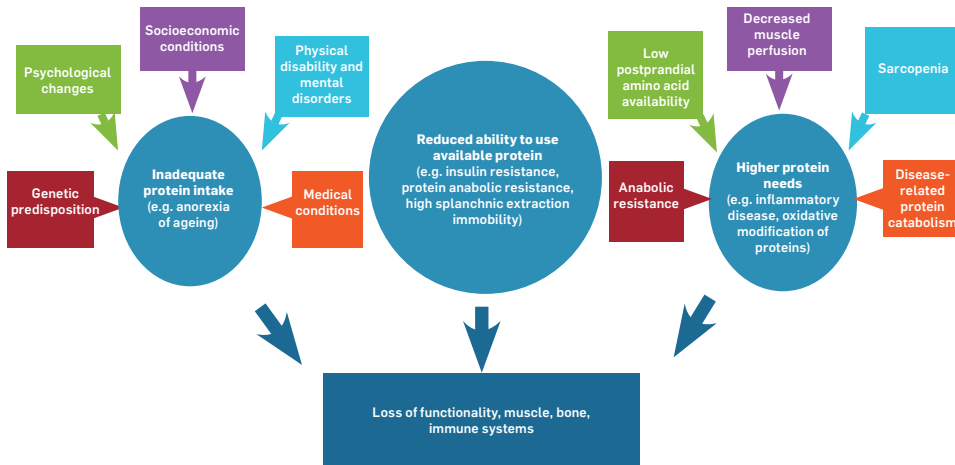 Genetic
predisposition
Psychological
changes
Socioeconomic
conditions
Physical
disability and
mental
disorders
Medical
conditions
Inadequate
protein intake
(e.g. anorexia
of ageing)
Reduced ability to use
available protein
(e.g. insulin resistance,
protein anabolic resistance,
high splanchnic extraction
immobility)
Anabolic
resistance
Low
postprandial
amino acid
availability
Decreased
muscle
perfusion
Sarcopenia
Disease-
related
protein
catabolism
Higher protein
needs
(e.g. inflammatory
disease, oxidative
modification of
proteins)
Loss of functionality, muscle, bone,
immune systems